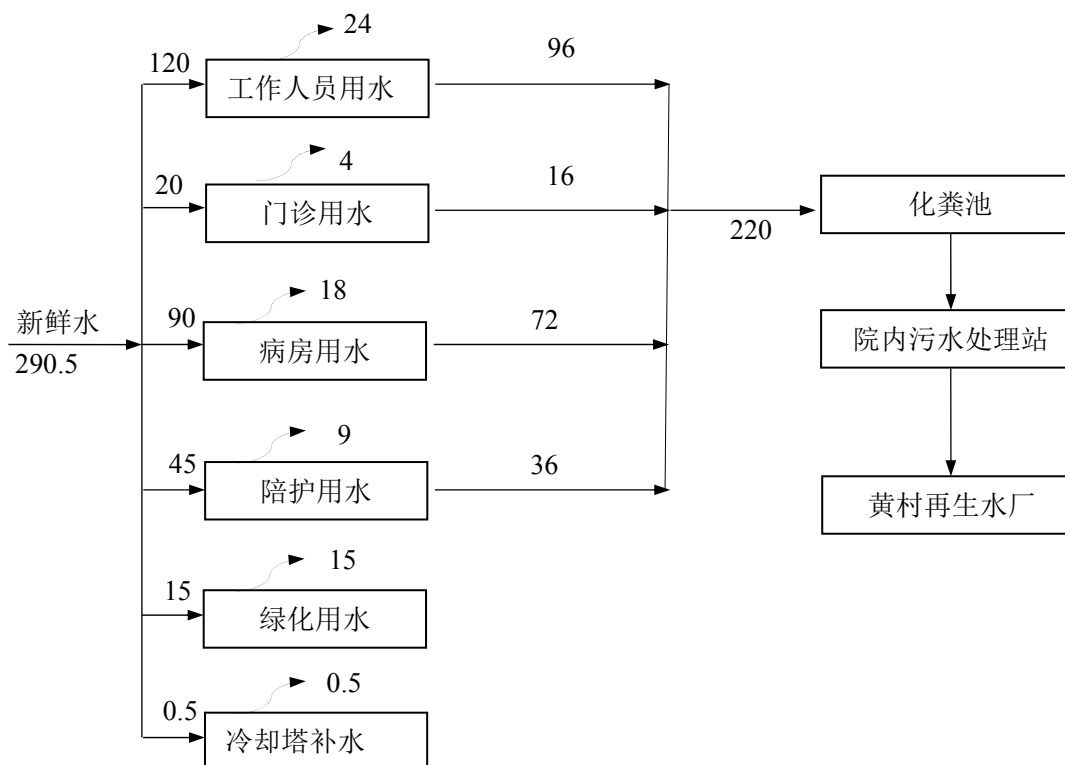 24
120
工作人员用水
96
4
20
门诊用水
16
220
化粪池
新鲜水
290.5
18
90
病房用水
72
院内污水处理站
9
45
陪护用水
36
黄村再生水厂
15
15
绿化用水
0.5
0.5
冷却塔补水